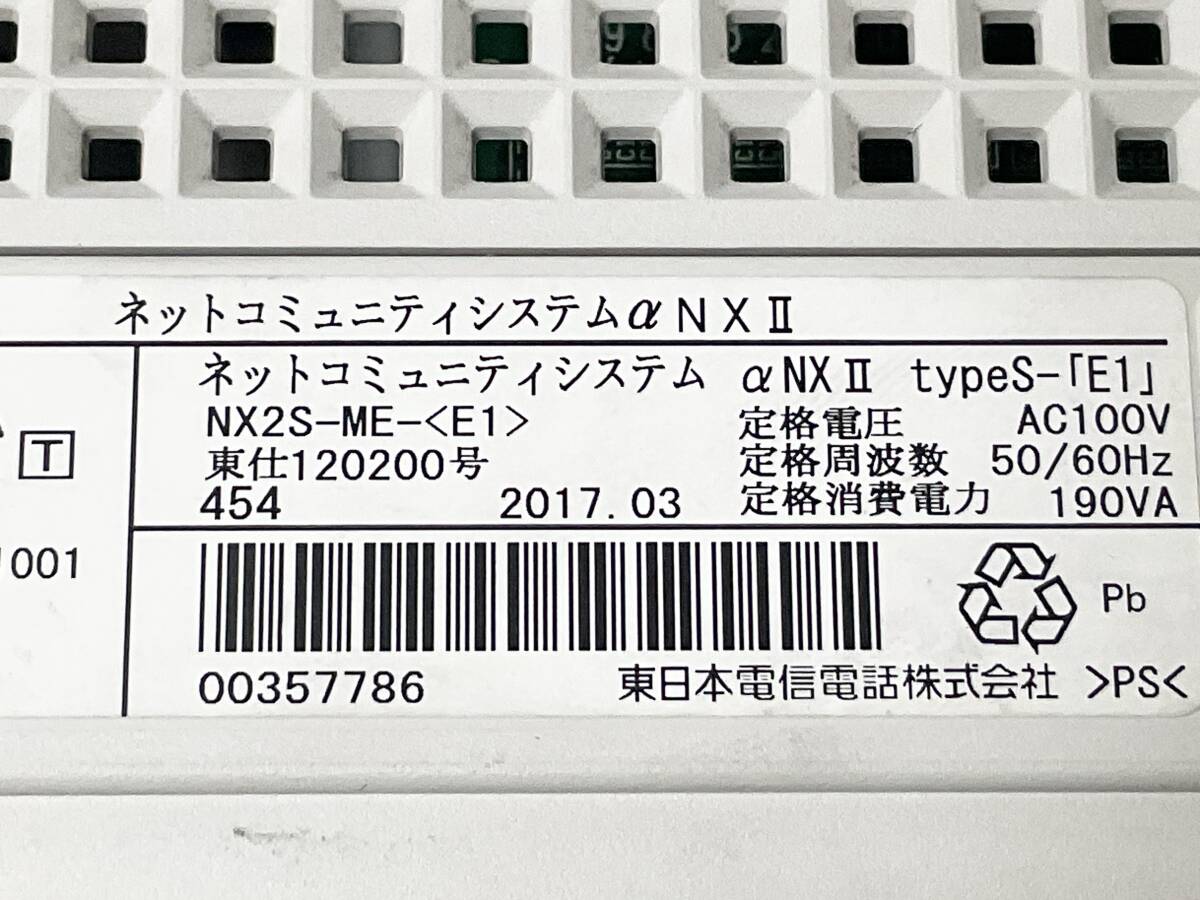 ネットコミュニティシステムαNXⅡ
ネットコミュニティシステム αNXⅡ typeS-「E1」
NX2S-ME-<E1> 定格電圧 AC100V
T 東仕120200号 定格周波数 50/60Hz
454 2017.03 定格消費電力 190VA
001
Pb
00357786 東日本電信電話株式会社 >PS<